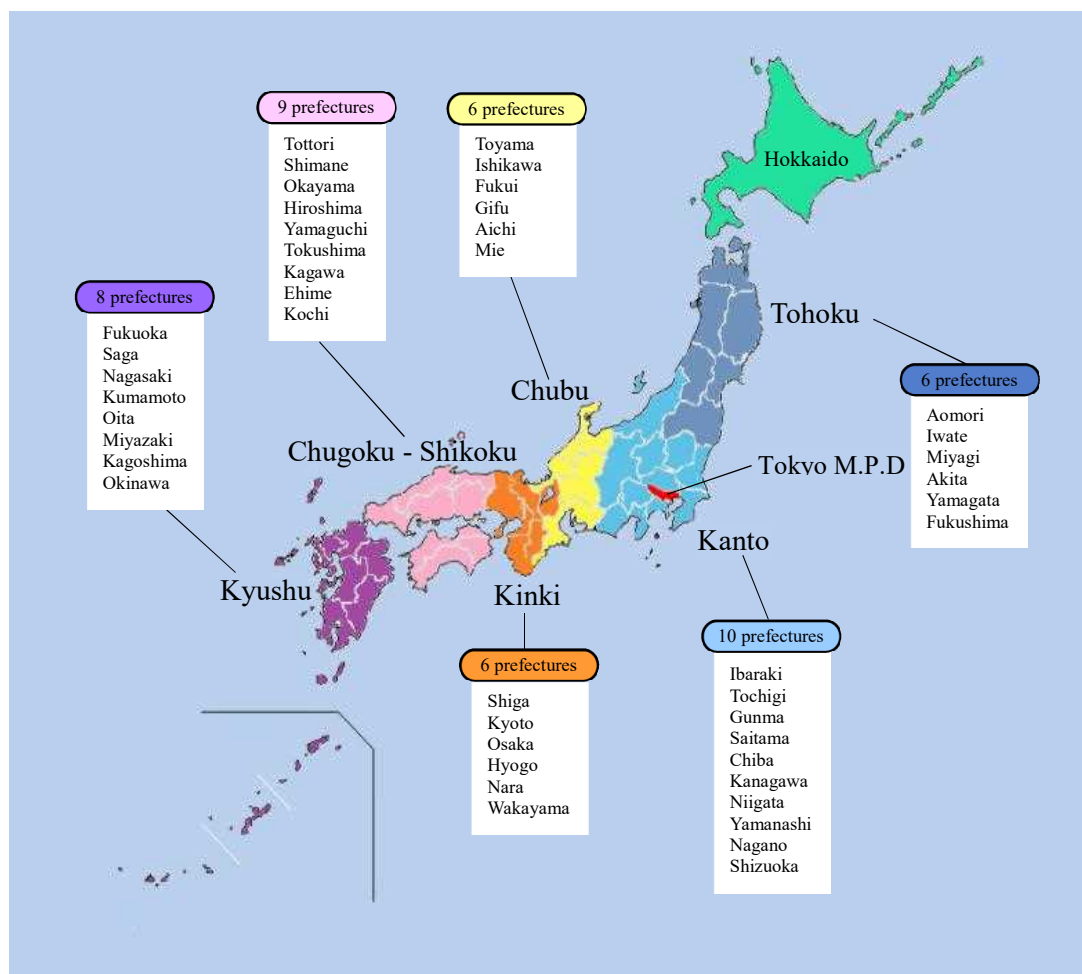 Hokkaido
9 prefectures
Tottori
Shimane
Okayama
Hiroshima
Yamaguchi
Tokushima
Kagawa
Ehime
Kochi
6 prefectures
Toyama
Ishikawa
Fukui
Gifu
Aichi
Mie
8 prefectures
Fukuoka
Saga
Nagasaki
Kumamoto
Oita
Miyazaki
Kagoshima
Okinawa
Tohoku
6 prefectures
Aomori
Iwate
Miyagi
Akita
Yamagata
Fukushima
Chubu
Chugoku - Shikoku
Tokvo M.P.D
Kanto
Kyushu
Kinki
10 prefectures
Ibaraki
Tochigi
Gunma
Saitama
Chiba
Kanagawa
Niigata
Yamanashi
Nagano
Shizuoka
6 prefectures
Shiga
Kyoto
Osaka
Hyogo
Nara
Wakayama